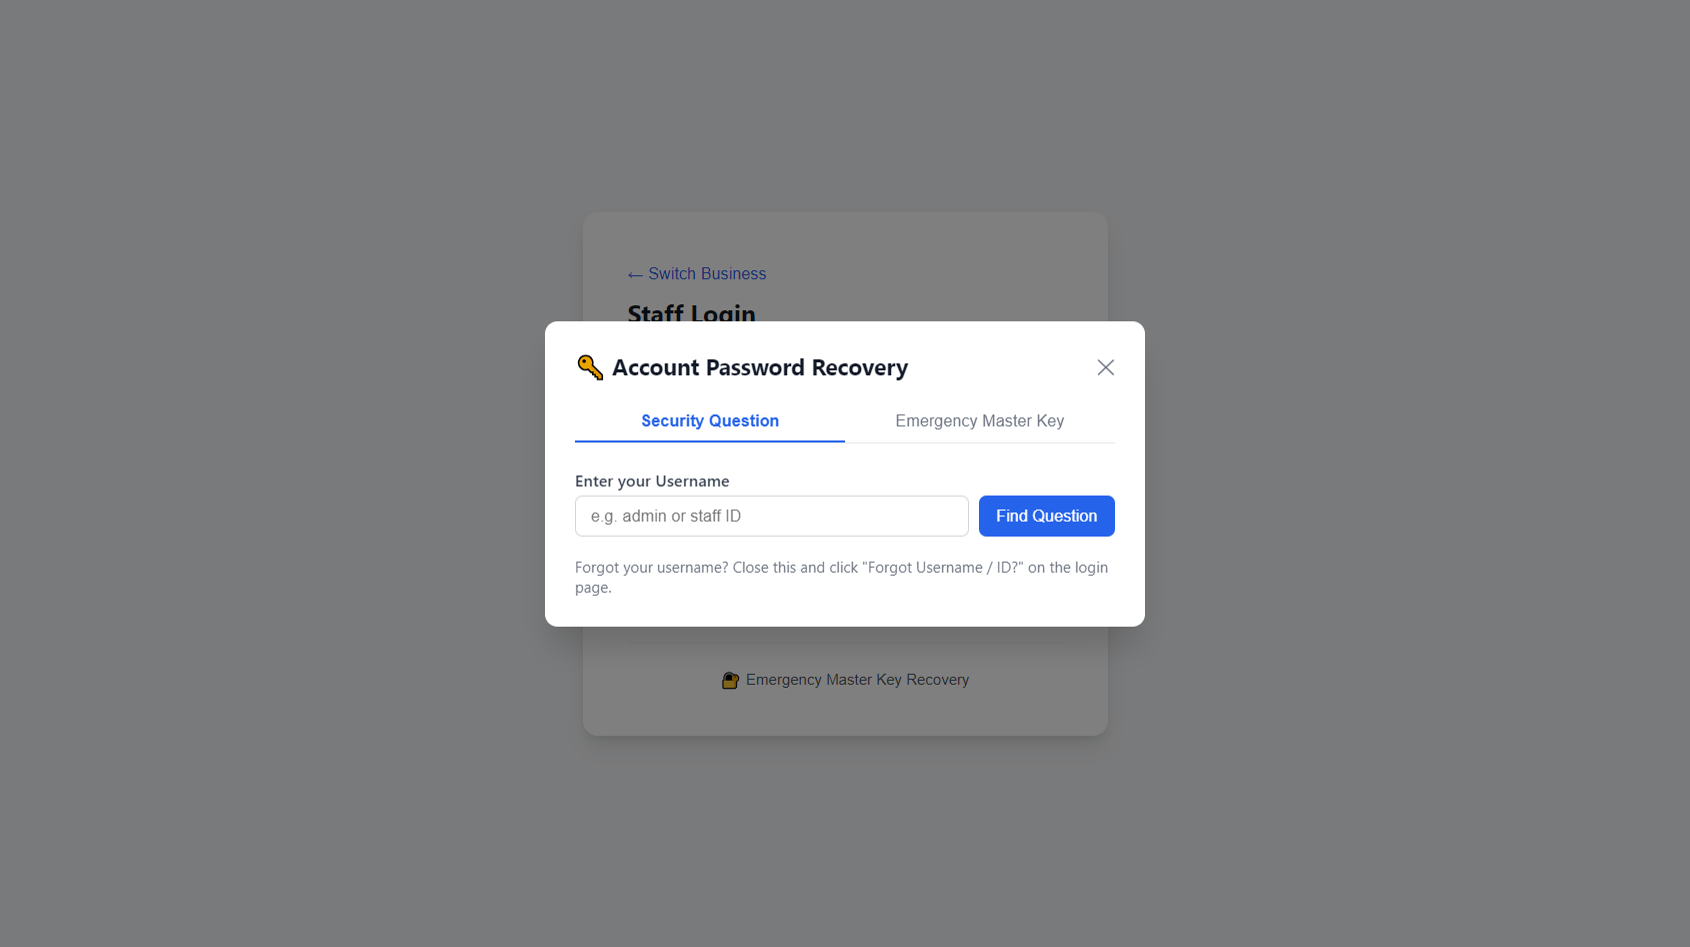 ← Switch Business
Staff Login
Account Password Recovery
Security Question
Emergency Master Key
Enter your Username
e.g. admin or staff ID
Find Question
Forgot your username? Close this and click "Forgot Username / ID?" on the login
page.
Emergency Master Key Recovery